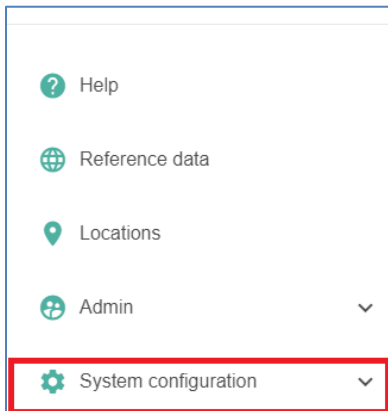 Help
Reference data
Locations
Admin
System configuration